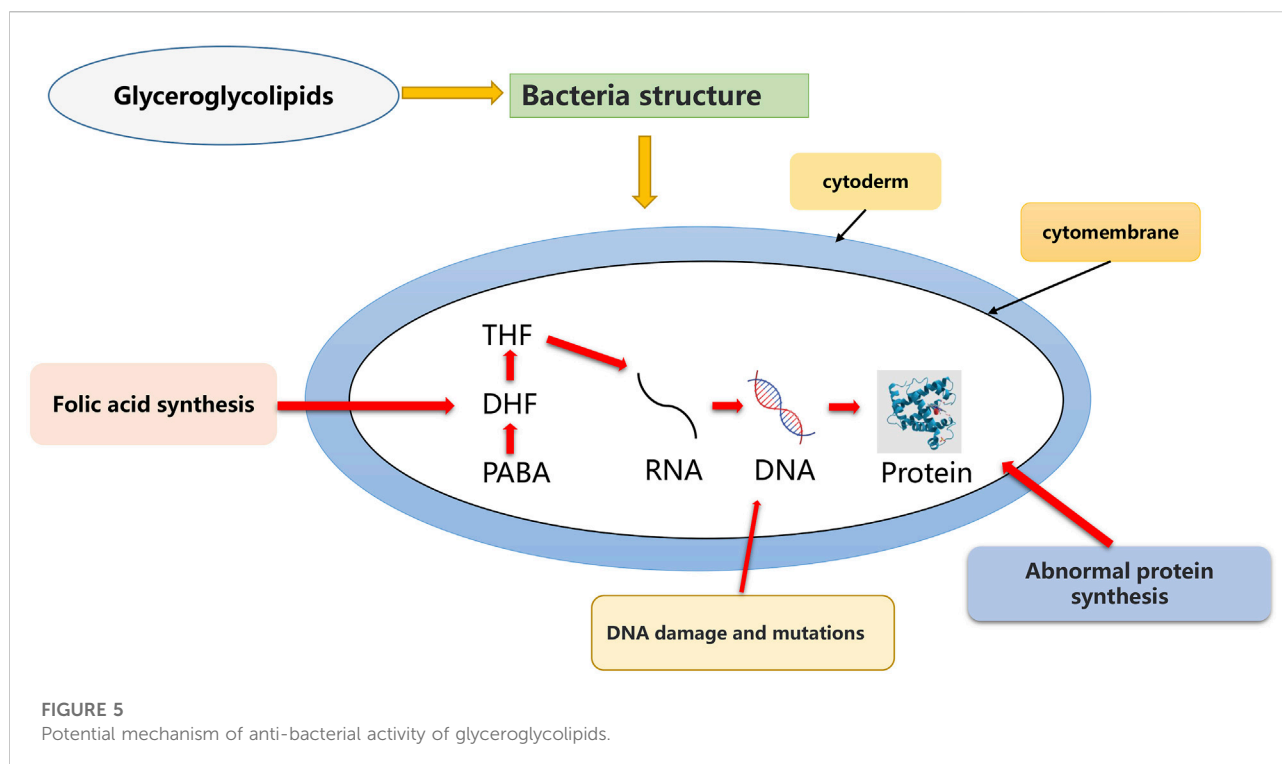 Glyceroglycolipids
Bacteria structure
cytoderm
cytomembrane
THF
Folic acid synthesis
DHF
PABA
RNA
DNA
Protein
Abnormal protein
synthesis
DNA damage and mutations
FIGURE 5
Potential mechanism of anti-bacterial activity of glyceroglycolipids.